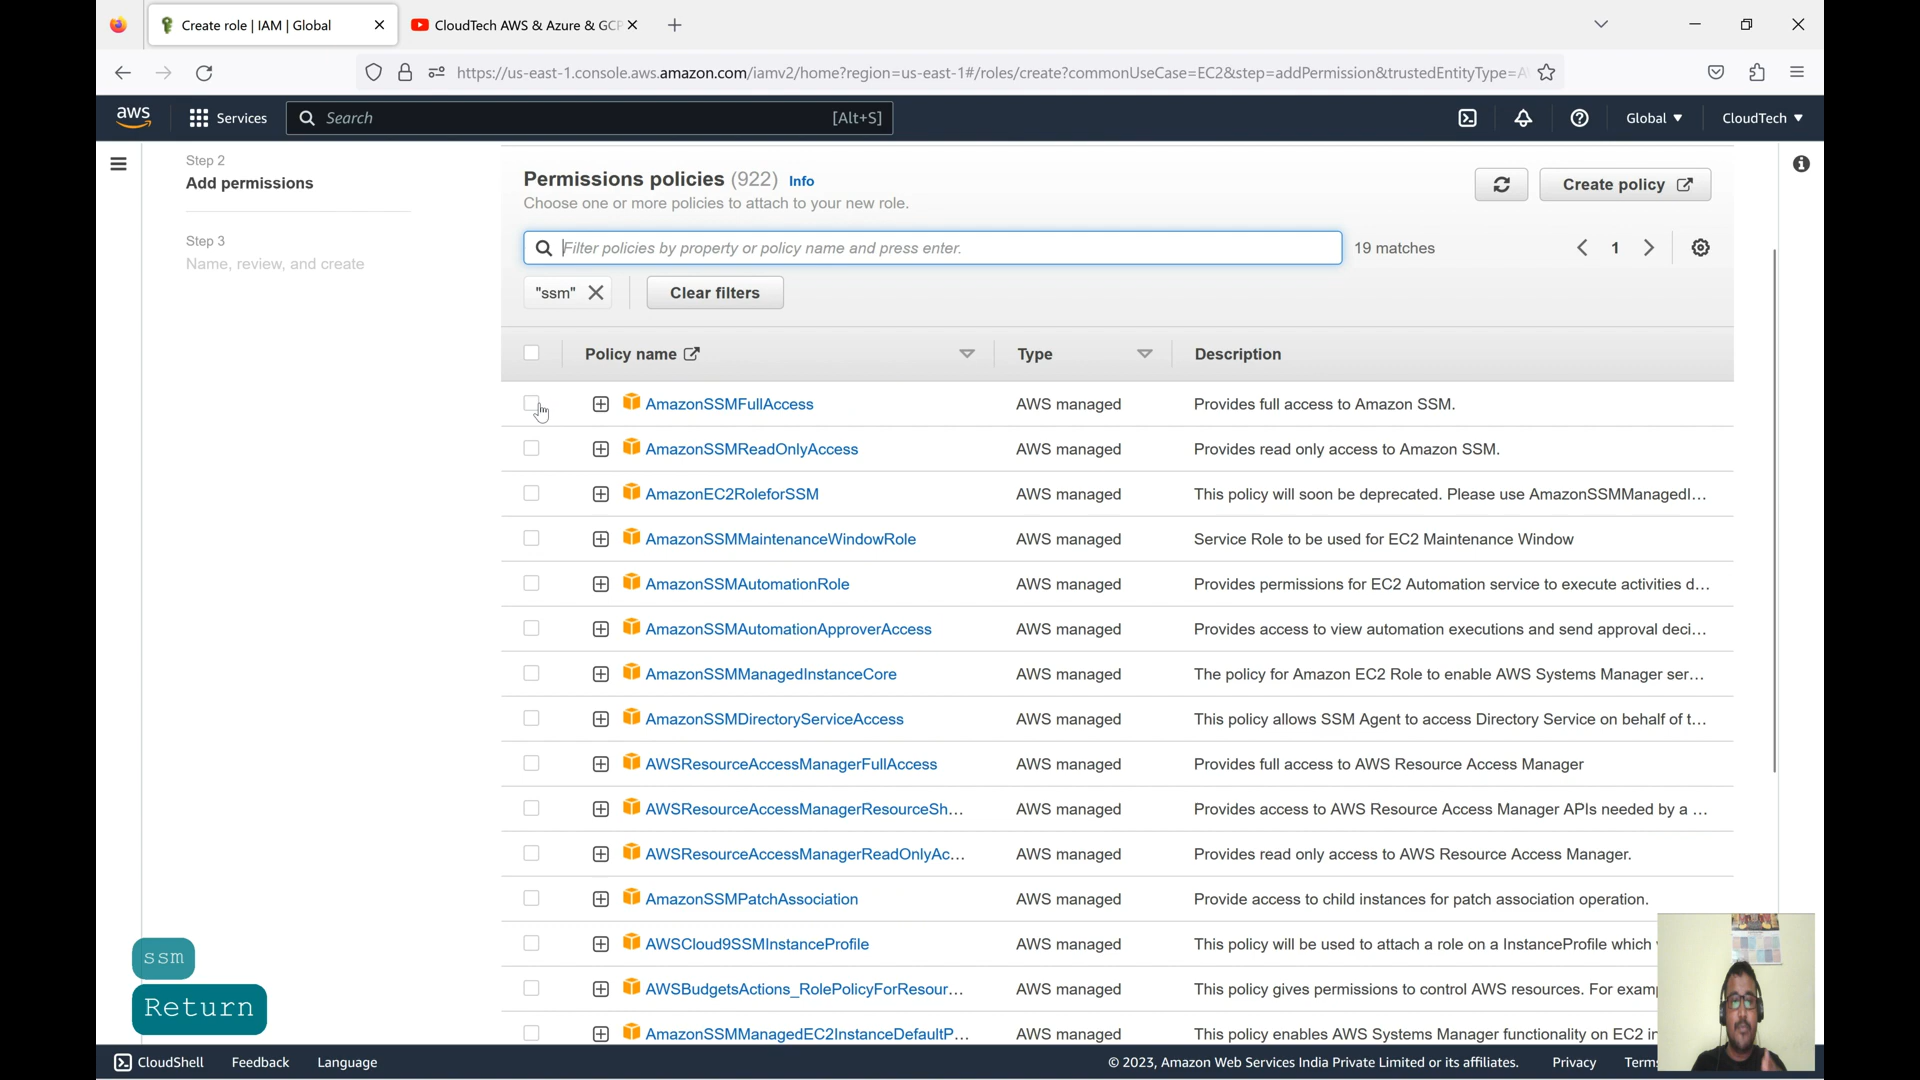 Create role | IAM | Global
CloudTech AWS & Azure & GCP
https://us-east-1.console.aws.amazon.com/iamv2/home?region=us-east-1#/roles/create?commonUseCase=EC2&step=addPermission&trustedEntityType=A
aws
Services
Search
[Alt+S]
Global
CloudTech
Step 2
Add permissions
Step 3
Name, review, and create
Permissions policies (922) Info
Choose one or more policies to attach to your new role.
Create policy
Filter policies by property or policy name and press enter.
19 matches
1
"ssm"
Clear filters
Policy name Type Description
AmazonSSMFullAccess AWS managed Provides full access to Amazon SSM.
AmazonSSMReadOnlyAccess AWS managed Provides read only access to Amazon SSM.
AmazonEC2RoleforSSM AWS managed This policy will soon be deprecated. Please use AmazonSSMManagedI...
AmazonSSMMaintenanceWindowRole AWS managed Service Role to be used for EC2 Maintenance Window
AmazonSSMAutomationRole AWS managed Provides permissions for EC2 Automation service to execute activities d...
AmazonSSMAutomationApproverAccess AWS managed Provides access to view automation executions and send approval deci...
AmazonSSMManagedInstanceCore AWS managed The policy for Amazon EC2 Role to enable AWS Systems Manager ser...
AmazonSSMDirectoryServiceAccess AWS managed This policy allows SSM Agent to access Directory Service on behalf of t...
AWSResourceAccessManagerFullAccess AWS managed Provides full access to AWS Resource Access Manager
AWSResourceAccessManagerResourceSh... AWS managed Provides access to AWS Resource Access Manager APIs needed by a ...
AWSResourceAccessManagerReadOnlyAc... AWS managed Provides read only access to AWS Resource Access Manager.
AmazonSSMPatchAssociation AWS managed Provide access to child instances for patch association operation.
AWSCloud9SSMInstanceProfile AWS managed This policy will be used to attach a role on a InstanceProfile which
AWSBudgetsActions_RolePolicyForResour... AWS managed This policy gives permissions to control AWS resources. For examp
AmazonSSMManagedEC2InstanceDefaultP... AWS managed This policy enables AWS Systems Manager functionality on EC2 in
ssm
Return
CloudShell
Feedback
Language
© 2023, Amazon Web Services India Private Limited or its affiliates.
Privacy
Terms